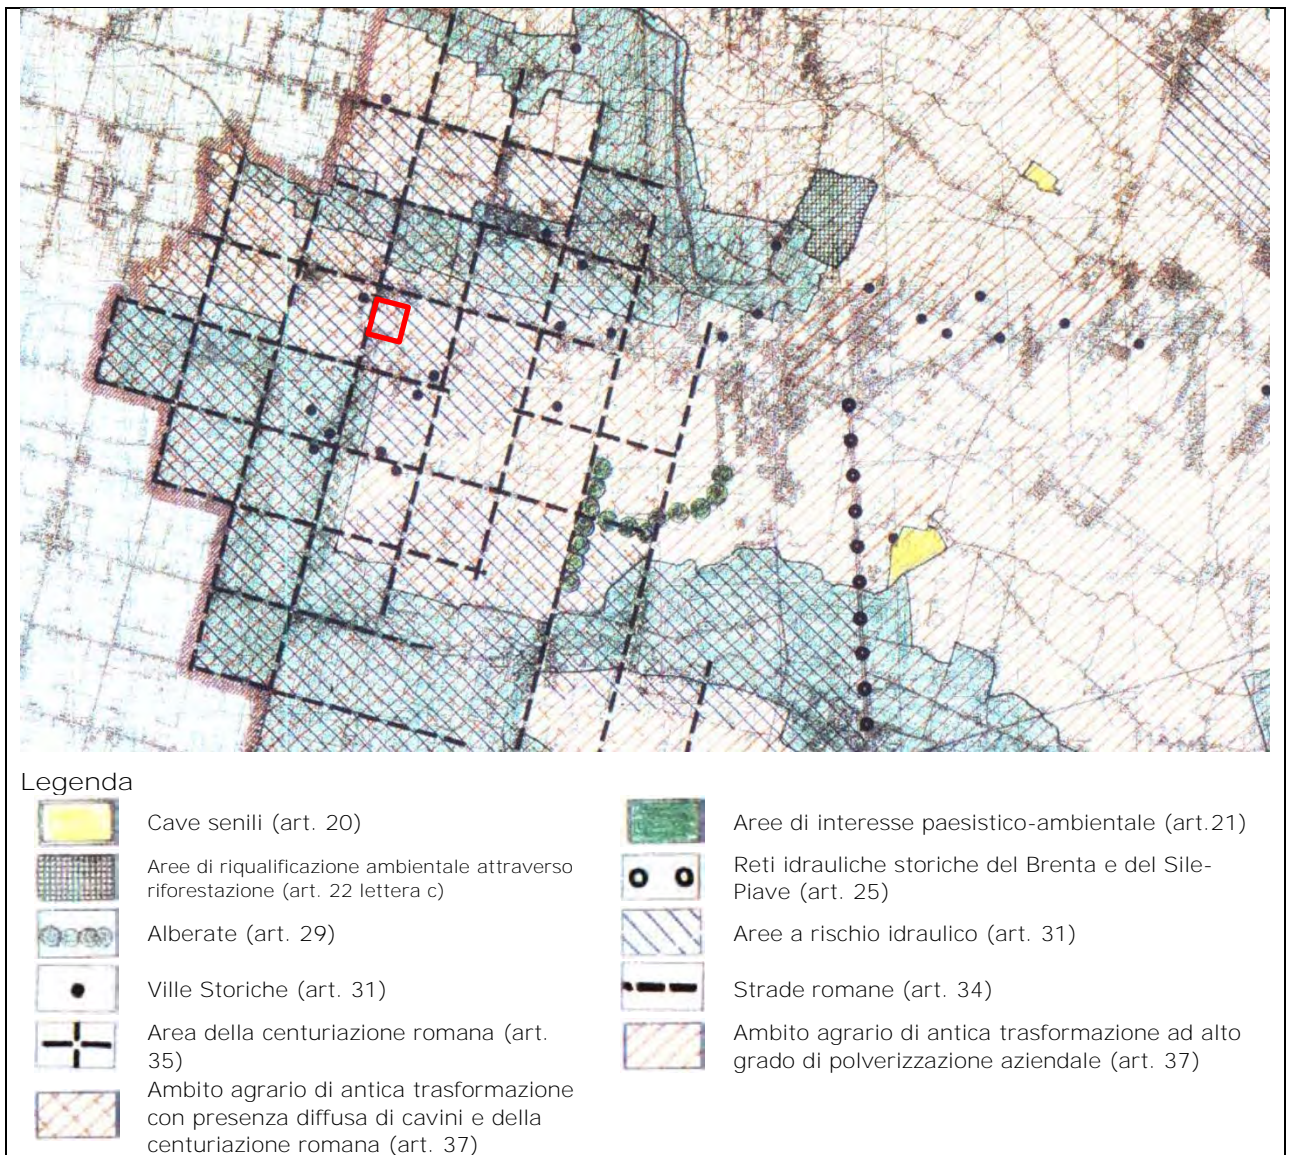 Legenda
Cave senili (art. 20)
Aree di riqualificazione ambientale attraverso
riforestazione (art. 22 lettera c)
Alberate (art. 29)
Ville Storiche (art. 31)
Area della centuriazione romana (art.
35)
Ambito agrario di antica trasformazione
con presenza diffusa di cavini e della
centuriazione romana (art. 37)
Aree di interesse paesistico-ambientale (art.21)
Reti idrauliche storiche del Brenta e del Sile-
Piave (art. 25)
Aree a rischio idraulico (art. 31)
Strade romane (art. 34)
Ambito agrario di antica trasformazione ad alto
grado di polverizzazione aziendale (art. 37)